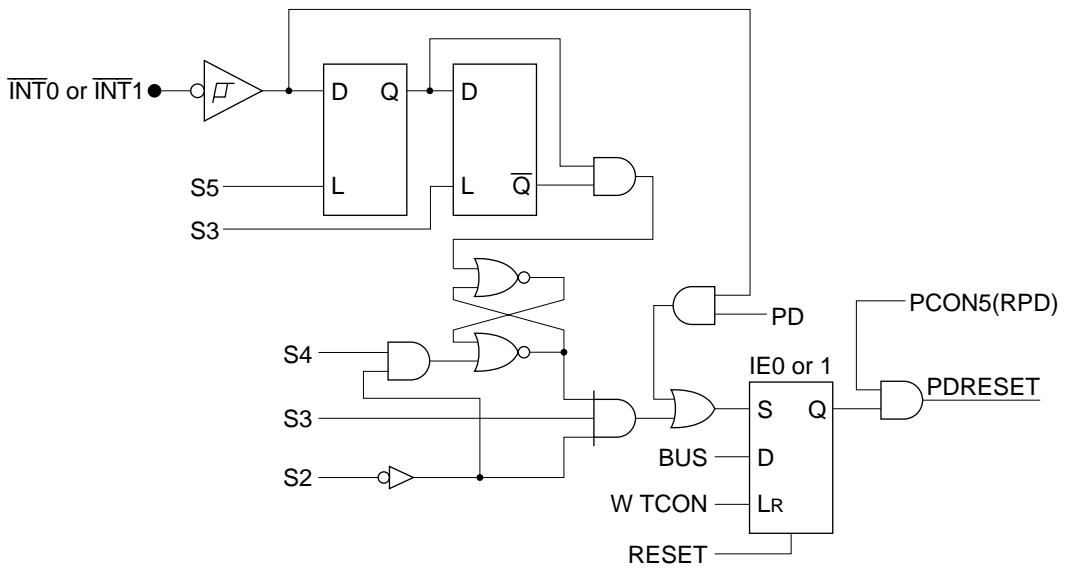 INT0 or INT1
D Q
D
S5
L
L Q
S3
PD
PCON5(RPD)
S4
IE0 or 1
PDRESET
S Q
S3
BUS
D
S2
W TCON
LR
RESET